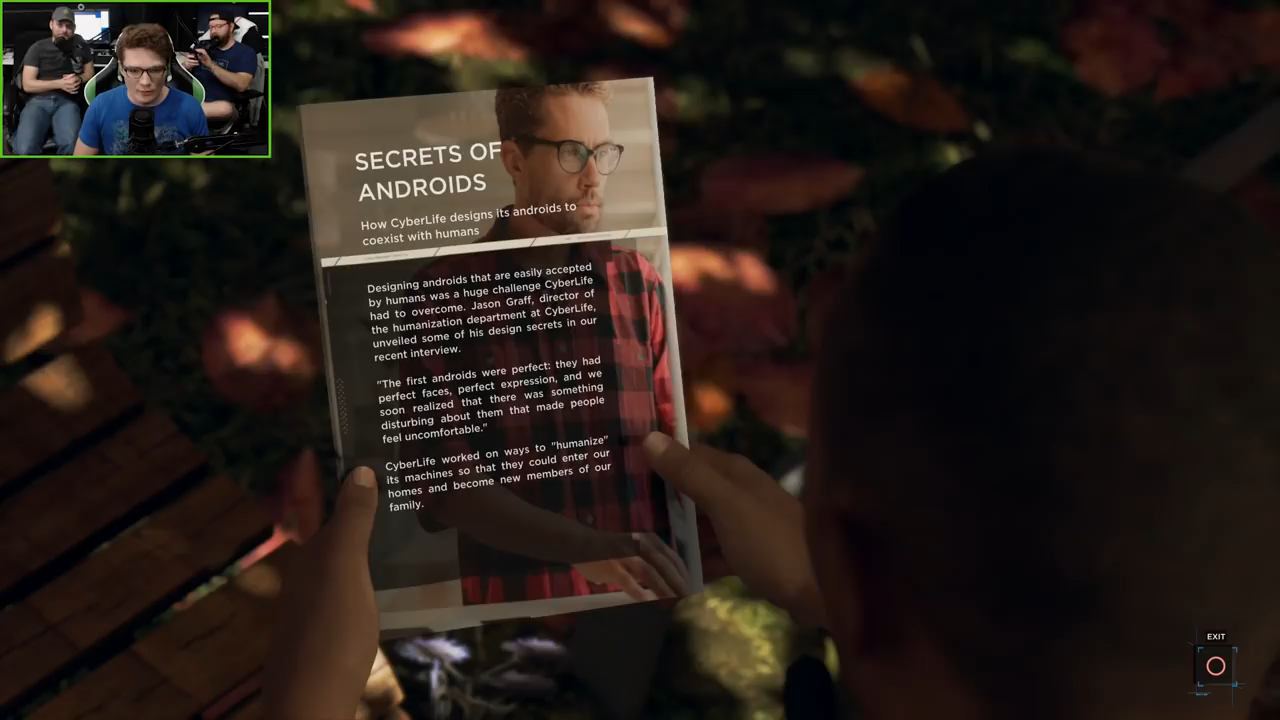 SECRETS OF
ANDROIDS
How CyberLife designs its androids to
coexist with humans
Designing androids that are easily accepted
by humans was a huge challenge CyberLife
had to overcome. Jason Graff, director of
the humanization department at CyberLife,
unveiled some of his design secrets in our
recent interview.
"The first androids were perfect: they had
perfect faces, perfect expression, and we
soon realized that there was something
disturbing about them that made people
feel uncomfortable."
CyberLife worked on ways to "humanize"
its machines so that they could enter our
homes and become new members of our
family.
EXIT